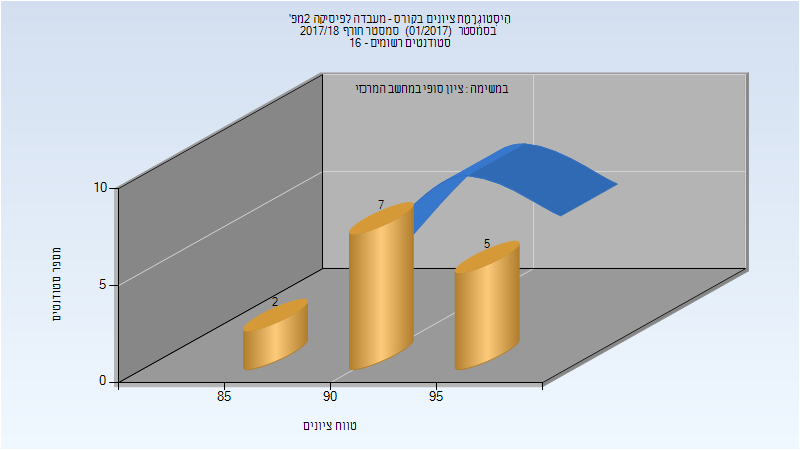 היסטוגרמת ציונים בקורס - מעבדה לפיסיקה 2מפ'
בסמסטר (01/2017) סמסטר חורף 2017/18
סטודנטים רשומים - 16
במשימה : ציון סופי במחשב המרכזי
10
5
0
מספר סטודנטים
2
7
5
85
90
95
טווח ציונים